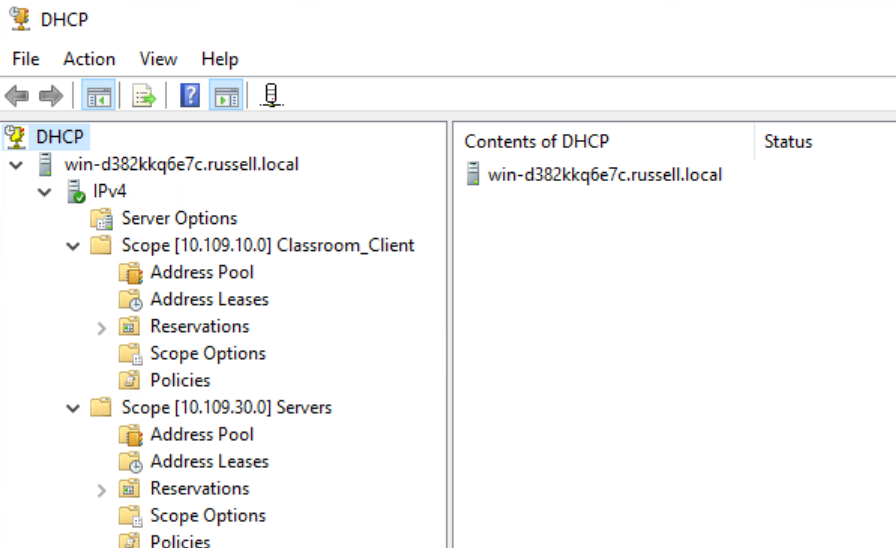 DHCP
File Action View Help
DHCP
win-d382kkq6e7c.russell.local
IPv4
Server Options
Scope [10.109.10.0] Classroom_Client
Address Pool
Address Leases
Reservations
Scope Options
Policies
Scope [10.109.30.0] Servers
Address Pool
Address Leases
Reservations
Scope Options
Policies
Contents of DHCP Status
win-d382kkq6e7c.russell.local